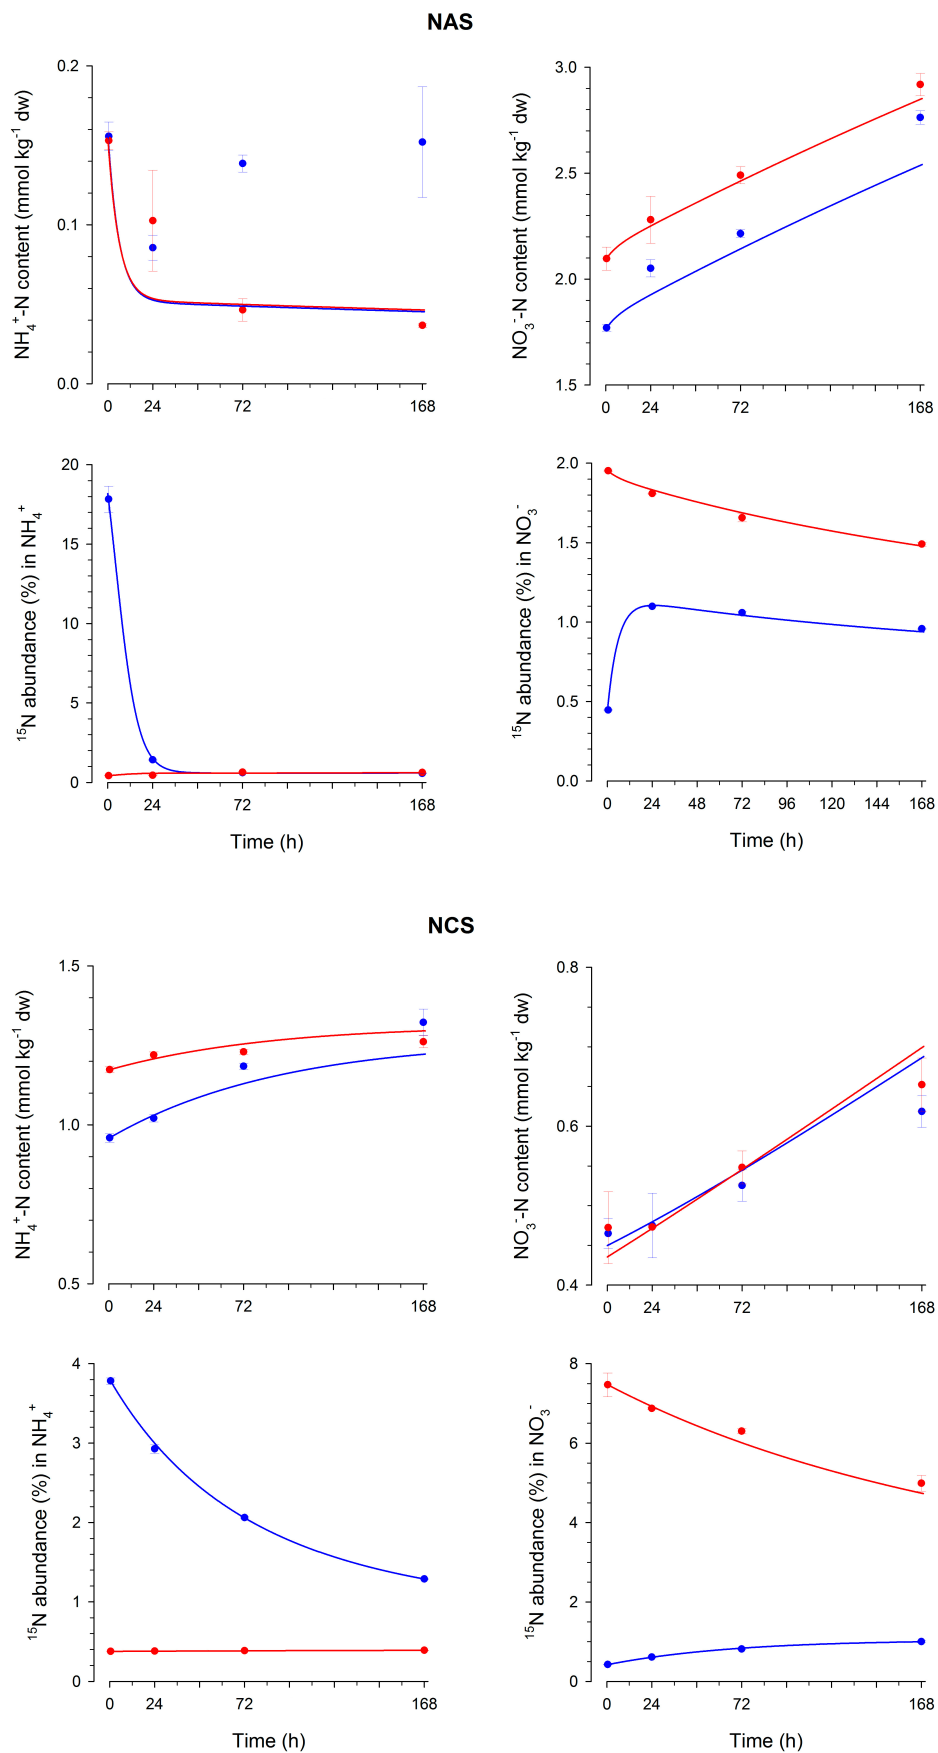 NAS
NH₄⁺-N content (mmol kg⁻¹ dw)
0.2
0.1
0.0
0 24 72 168
NO₃⁻-N content (mmol kg⁻¹ dw)
3.0
2.5
2.0
1.5
0 24 72 168
¹⁵N abundance (%) in NH₄⁺
20
15
10
5
0
0 24 72 168
Time (h)
¹⁵N abundance (%) in NO₃⁻
2.0
1.5
1.0
0.5
0.0
0 24 48 72 96 120 144 168
Time (h)
NCS
NH₄⁺-N content (mmol kg⁻¹ dw)
1.5
1.0
0.5
0 24 72 168
NO₃⁻-N content (mmol kg⁻¹ dw)
0.8
0.6
0.4
0 24 72 168
¹⁵N abundance (%) in NH₄⁺
4
3
2
1
0
0 24 72 168
Time (h)
¹⁵N abundance (%) in NO₃⁻
8
6
4
2
0
0 24 72 168
Time (h)